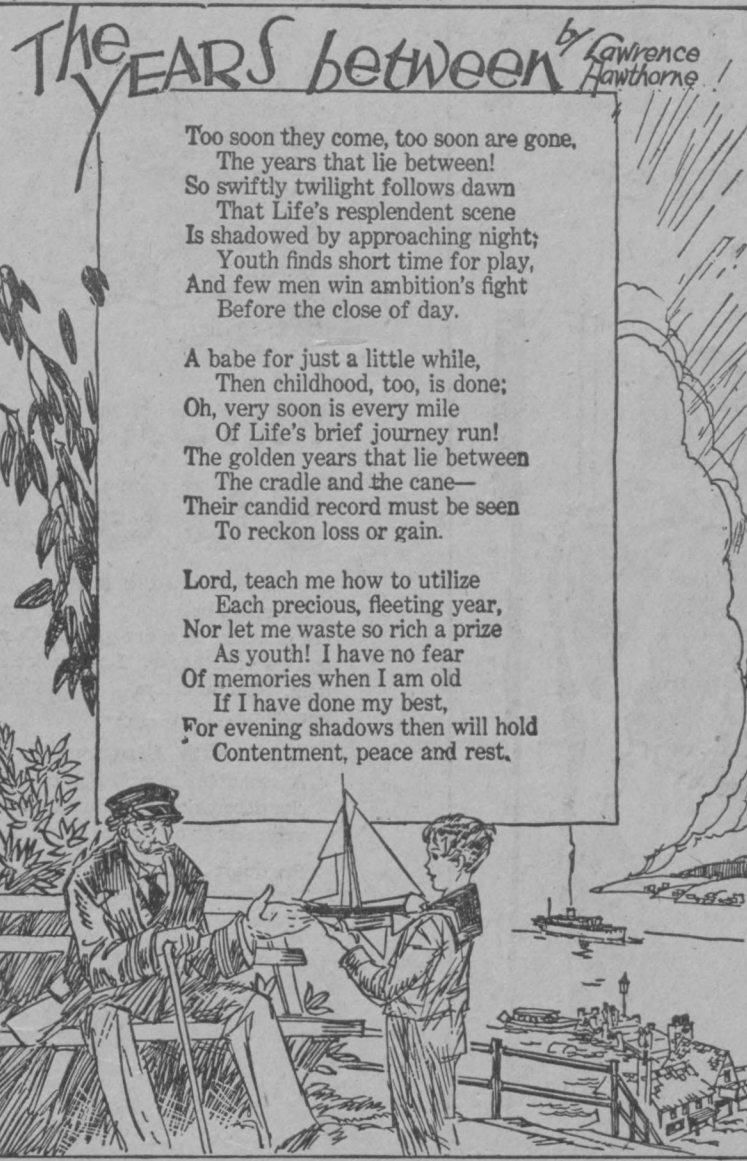 The YEARS between
by Lawrence
Hawthorne
Too soon they come, too soon are gone,
The years that lie between!
So swiftly twilight follows dawn
That Life's resplendent scene
Is shadowed by approaching night;
Youth finds short time for play,
And few men win ambition's fight
Before the close of day.
A babe for just a little while,
Then childhood, too, is done;
Oh, very soon is every mile
Of Life's brief journey run!
The golden years that lie between
The cradle and the cane—
Their candid record must be seen
To reckon loss or gain.
Lord, teach me how to utilize
Each precious, fleeting year,
Nor let me waste so rich a prize
As youth! I have no fear
Of memories when I am old
If I have done my best,
For evening shadows then will hold
Contentment, peace and rest.